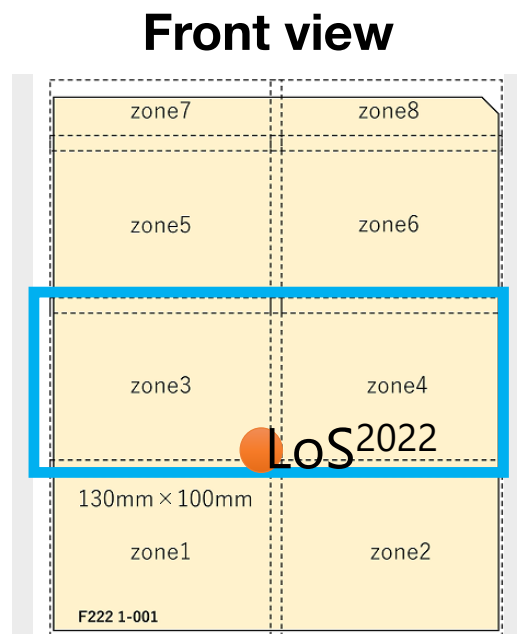 Front view
zone7 zone8
zone5 zone6
zone3 zone4
LoS2022
130mm×100mm
zone1 zone2
F222 1-001